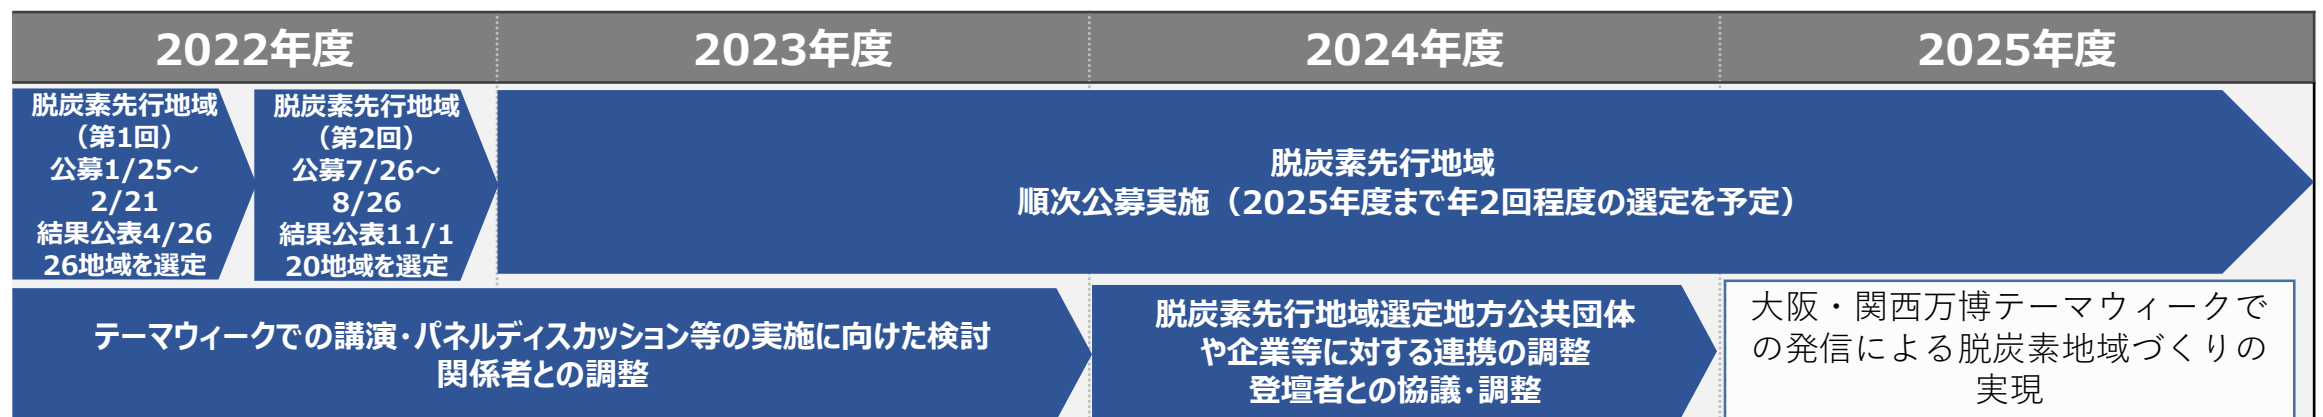 2022年度
2023年度
2024年度
2025年度
脱炭素先行地域
（第1回）
公募1/25～
2/21
結果公表4/26
26地域を選定
脱炭素先行地域
（第2回）
公募7/26～
8/26
結果公表11/1
20地域を選定
脱炭素先行地域
順次公募実施（2025年度まで年2回程度の選定を予定）
テーマウィークでの講演･パネルディスカッション等の実施に向けた検討
関係者との調整
脱炭素先行地域選定地方公共団体
や企業等に対する連携の調整
登壇者との協議･調整
大阪・関西万博テーマウィークで
の発信による脱炭素地域づくりの
実現